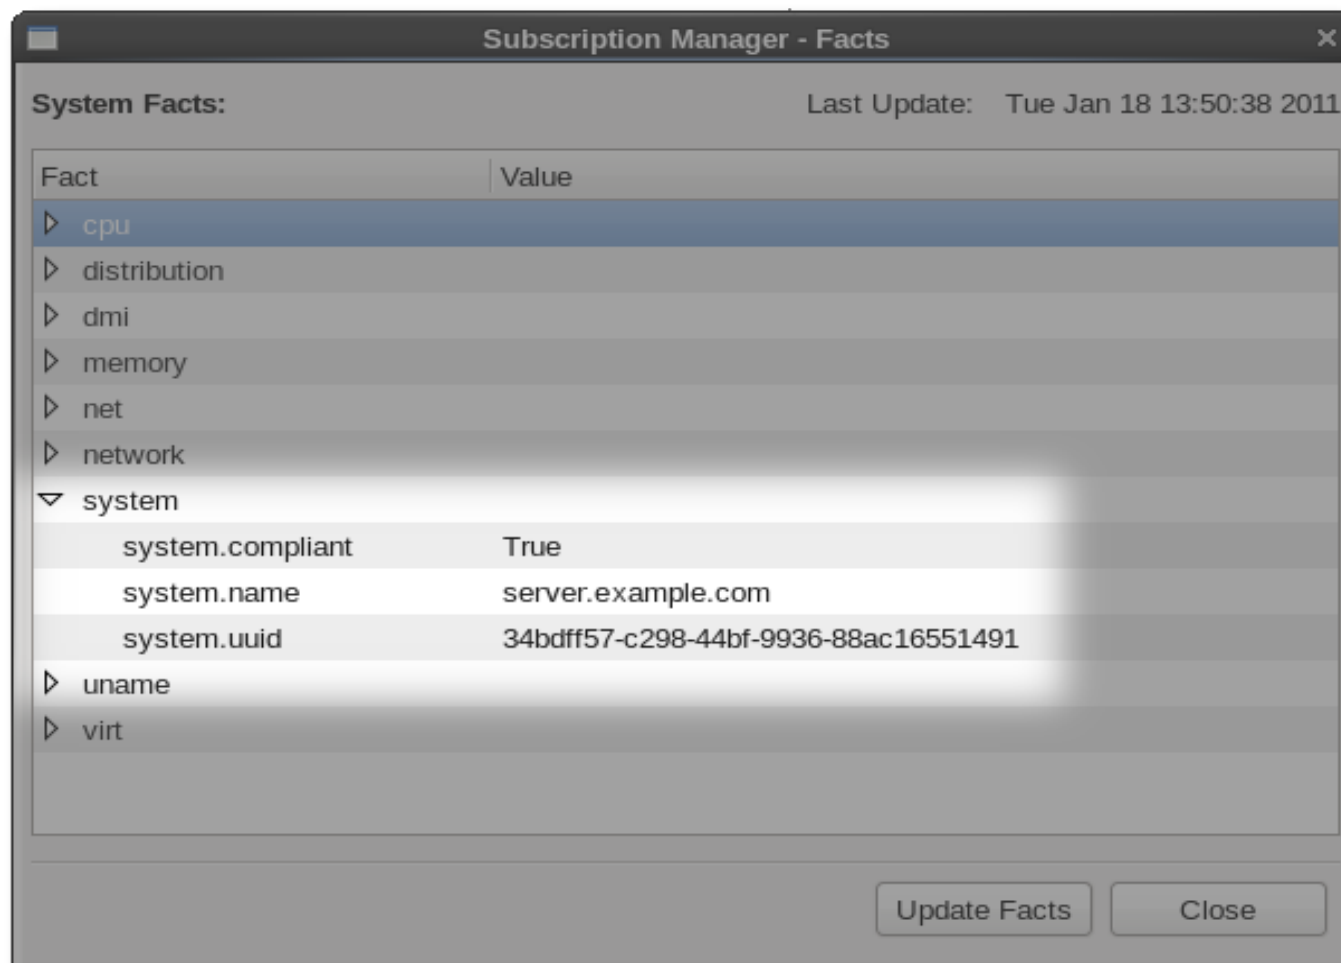 Subscription Manager - Facts
System Facts: Last Update: Tue Jan 18 13:50:38 2011
Fact Value
cpu
distribution
dmi
memory
net
network
system
system.compliant True
system.name server.example.com
system.uuid 34bdff57-c298-44bf-9936-88ac16551491
uname
virt
Update Facts Close